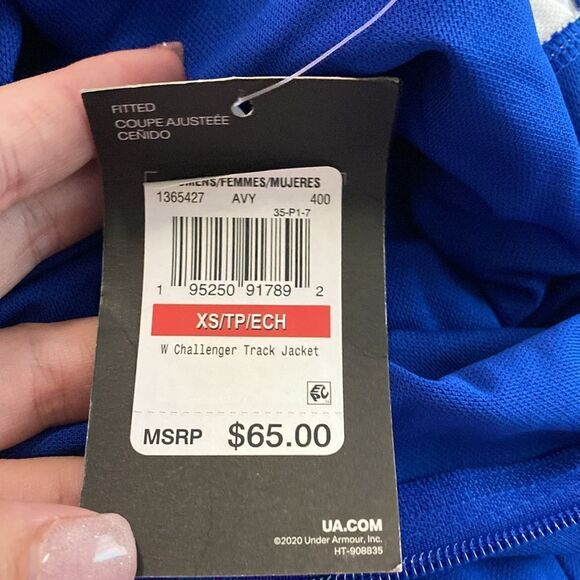 FITTED
COUPE AJUSTEÉE
CEÑIDO
/FEMMES/MUJERES
1365427 AVY 400
35-P1-7
1 95250 91789 2
XS/TP/ECH
W Challenger Track Jacket
MSRP $65.00
UA.COM
©2020 Under Armour, Inc.
HT-908835